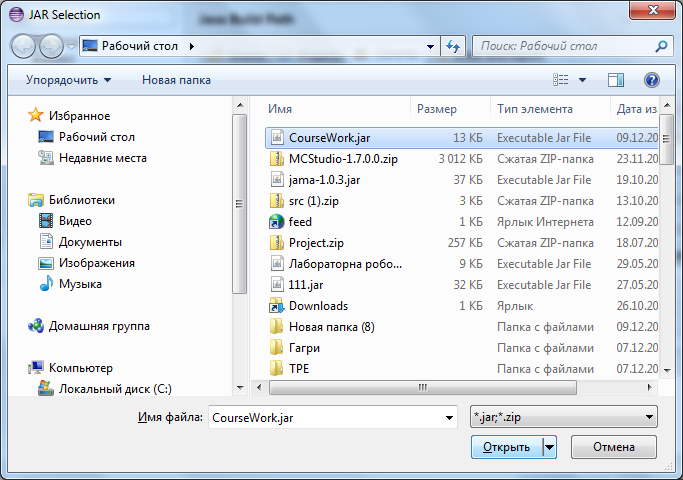 JAR Selection
Java Build Path
Рабочий стол
Поиск: Рабочий стол
Упорядочить
Новая папка
Имя Размер Тип элемента Дата из
Избранное
Рабочий стол
Недавние места
Библиотеки
Видео
Документы
Изображения
Музыка
Домашняя группа
Компьютер
Локальный диск (C:)
CourseWork.jar 13 КБ Executable Jar File 09.12.20
MCStudio-1.7.0.0.zip 3 012 КБ Сжатая ZIP-папка 23.11.20
jama-1.0.3.jar 37 КБ Executable Jar File 19.10.20
src (1).zip 3 КБ Сжатая ZIP-папка 13.10.20
feed 1 КБ Ярлык Интернета 12.09.20
Project.zip 257 КБ Сжатая ZIP-папка 18.07.20
Лабораторна робо... 9 КБ Executable Jar File 29.05.20
111.jar 32 КБ Executable Jar File 27.05.20
Downloads 1 КБ Ярлык 26.10.20
Новая папка (8) Папка с файлами 09.12.20
Гагри Папка с файлами 07.12.20
TPE Папка с файлами 07.12.20
Имя файла: CourseWork.jar *.jar;*.zip
Открыть Отмена